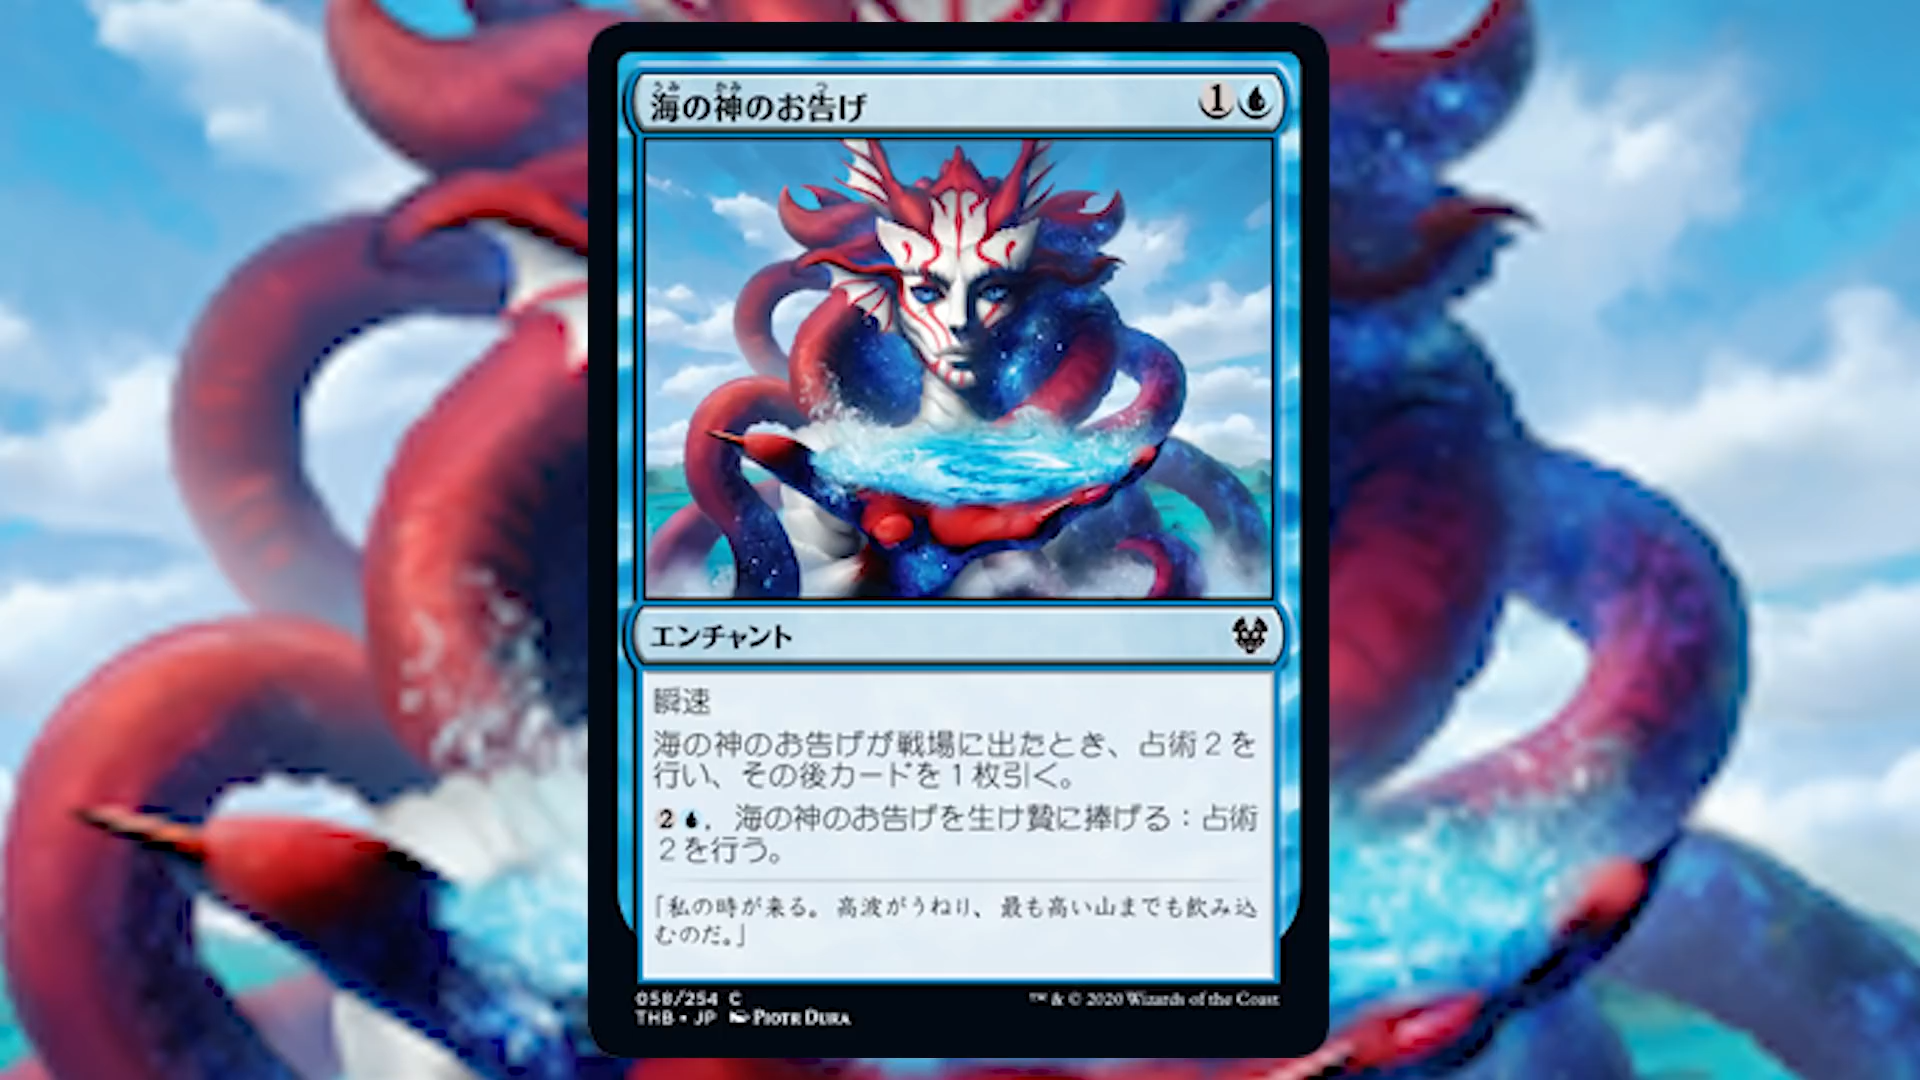 海の神のお告げ
1
エンチャント
瞬速
海の神のお告げが戦場に出たとき、占術2を
行い、その後カードを1枚引く。
2 , 海の神のお告げを生け贄に捧げる：占術
2を行う。
「私の時が来る。高波がうねり、最も高い山までも飲み込
むのだ。」
058/254 C
THB • JP Piotr Dura
™ & © 2020 Wizards of the Coast